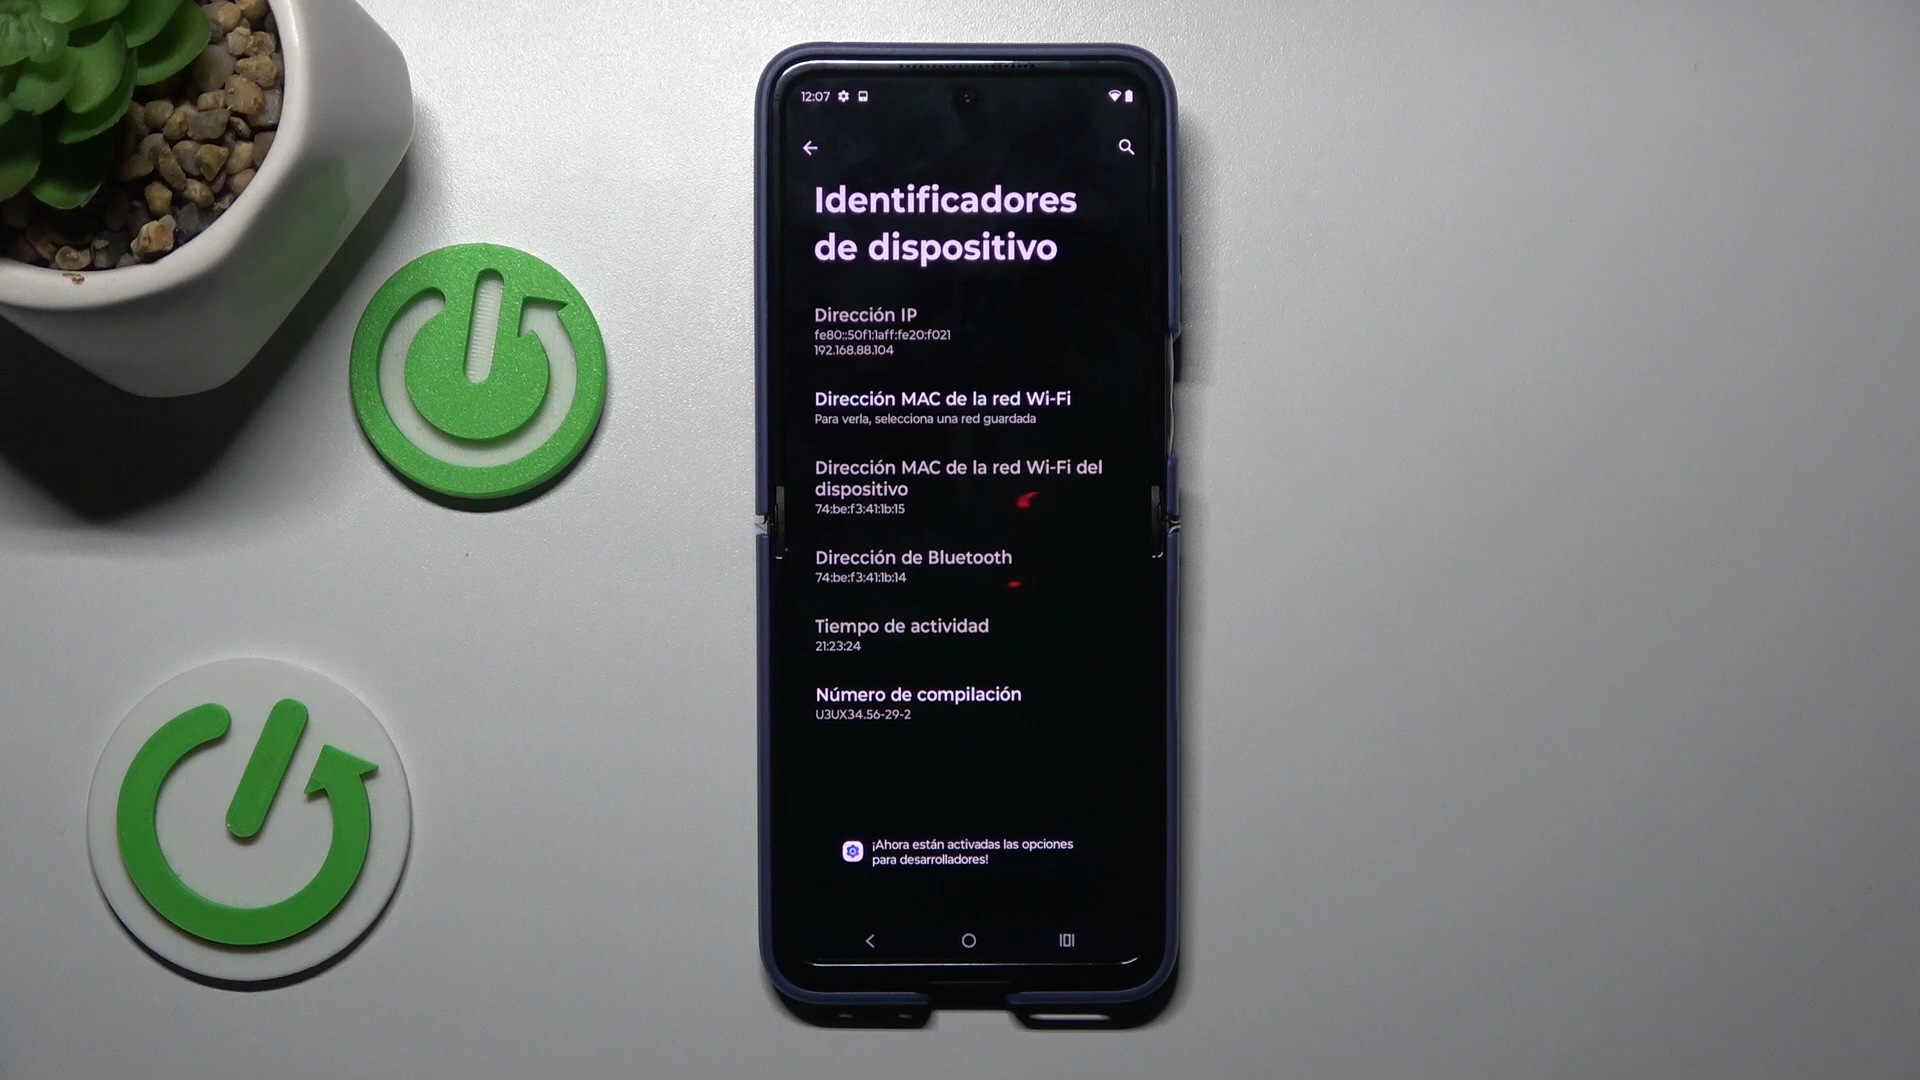 12:07
Identificadores
de dispositivo
Dirección IP
fe80::50f1:1aff:fe20:f021
192.168.88.104
Dirección MAC de la red Wi-Fi
Para verla, selecciona una red guardada
Dirección MAC de la red Wi-Fi del
dispositivo
74:be:f3:41:1b:15
Dirección de Bluetooth
74:be:f3:41:1b:14
Tiempo de actividad
21:23:24
Número de compilación
U3UX34.56-29-2
¡Ahora están activadas las opciones
para desarrolladores!